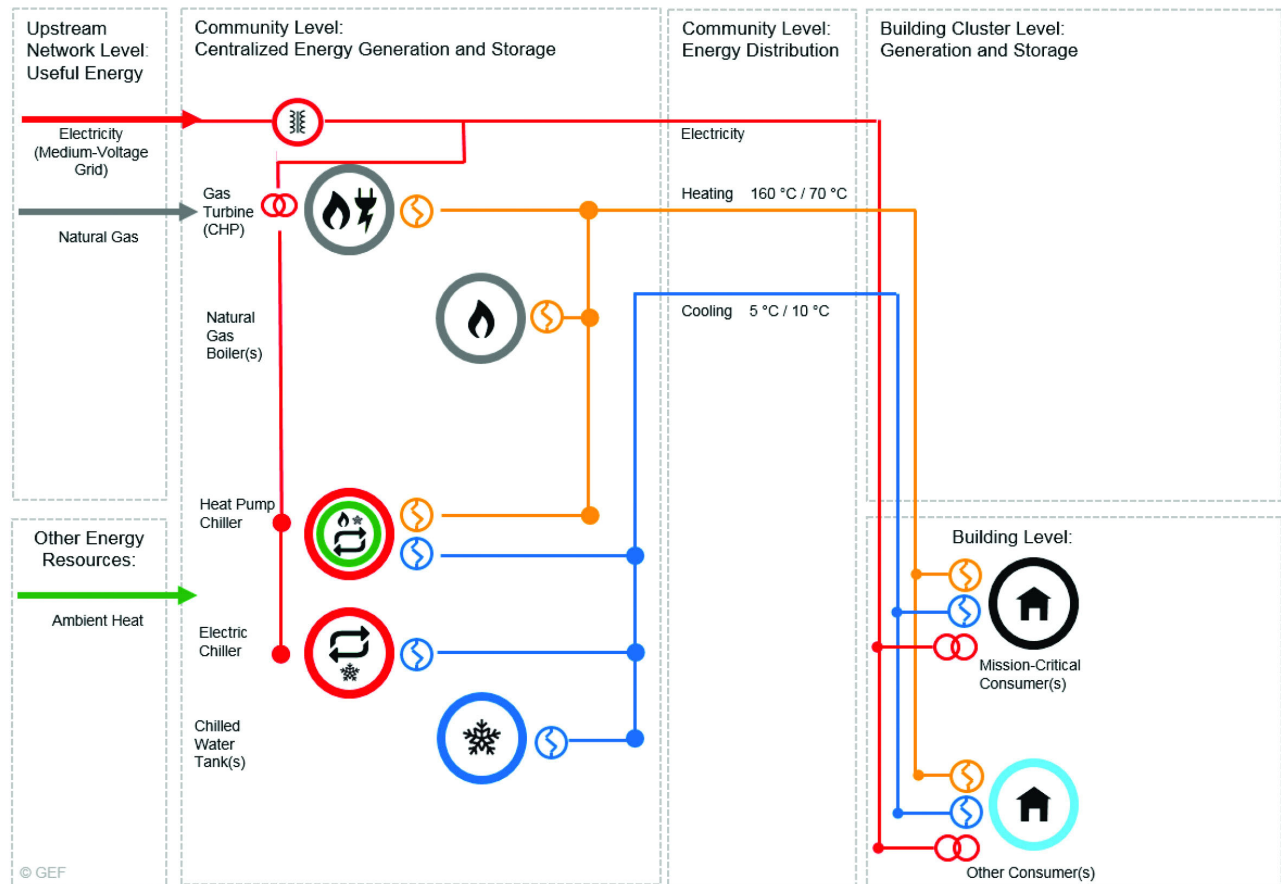 Upstream
Network Level:
Useful Energy
Community Level:
Centralized Energy Generation and Storage
Community Level:
Energy Distribution
Building Cluster Level:
Generation and Storage
Electricity
(Medium-Voltage
Grid)
Electricity
Gas
Turbine
(CHP)
Heating 160 °C / 70 °C
Natural Gas
Natural
Gas
Boiler(s)
Cooling 5 °C / 10 °C
Heat Pump
Chiller
Other Energy
Resources:
Building Level:
Ambient Heat
Electric
Chiller
Mission-Critical
Consumer(s)
Chilled
Water
Tank(s)
Other Consumer(s)
© GEF